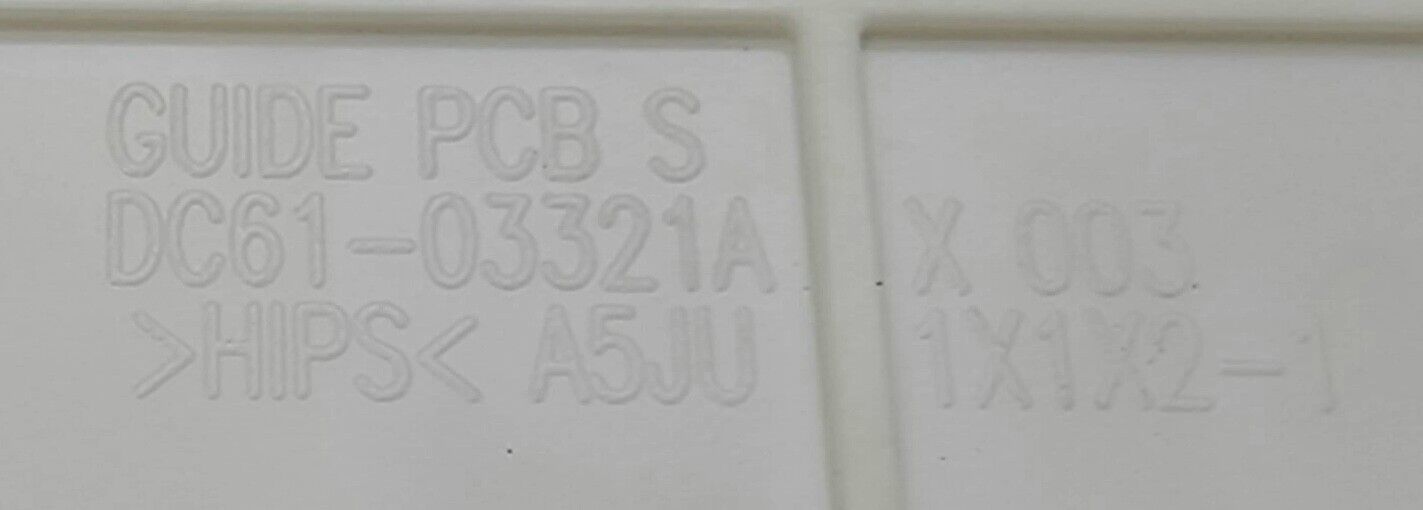 GUIDE PCB S
DC61-03321A X 003
>HIPS< A5JU 1X1X2-1